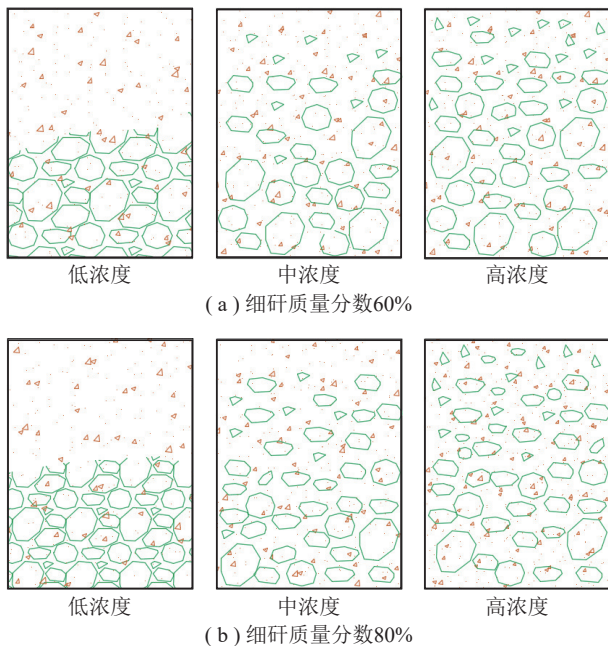 低浓度 中浓度 高浓度
( a ) 细矸质量分数60%
低浓度 中浓度 高浓度
( b ) 细矸质量分数80%